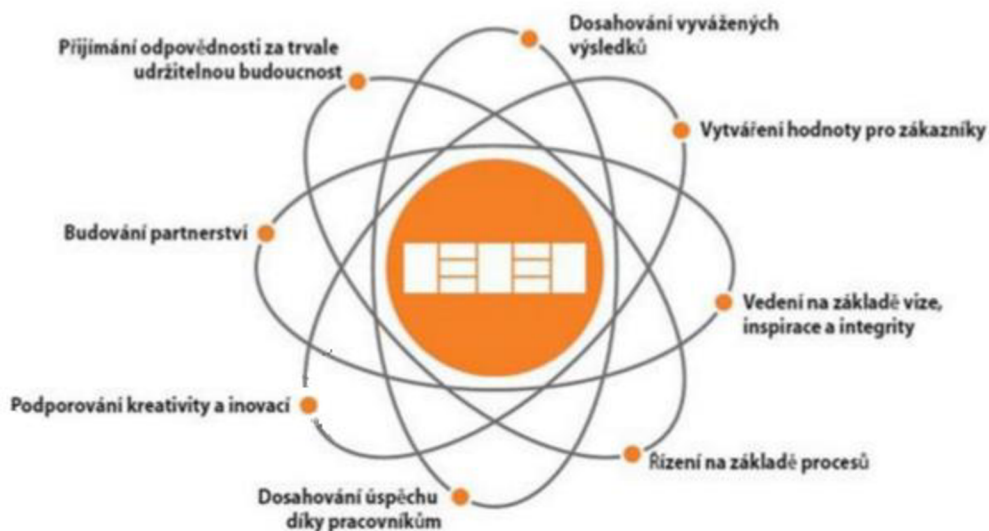 Dosahování vyvážených
výsledků
Přijímání odpovědnosti za trvale
udržitelnou budoucnost
Vytváření hodnoty pro zákazníky
Budování partnerství
Vedení na základě vize,
inspirace a integrity
Podporování kreativity a inovací
Řízení na základě procesů
Dosahování úspěchu
díky pracovníkům